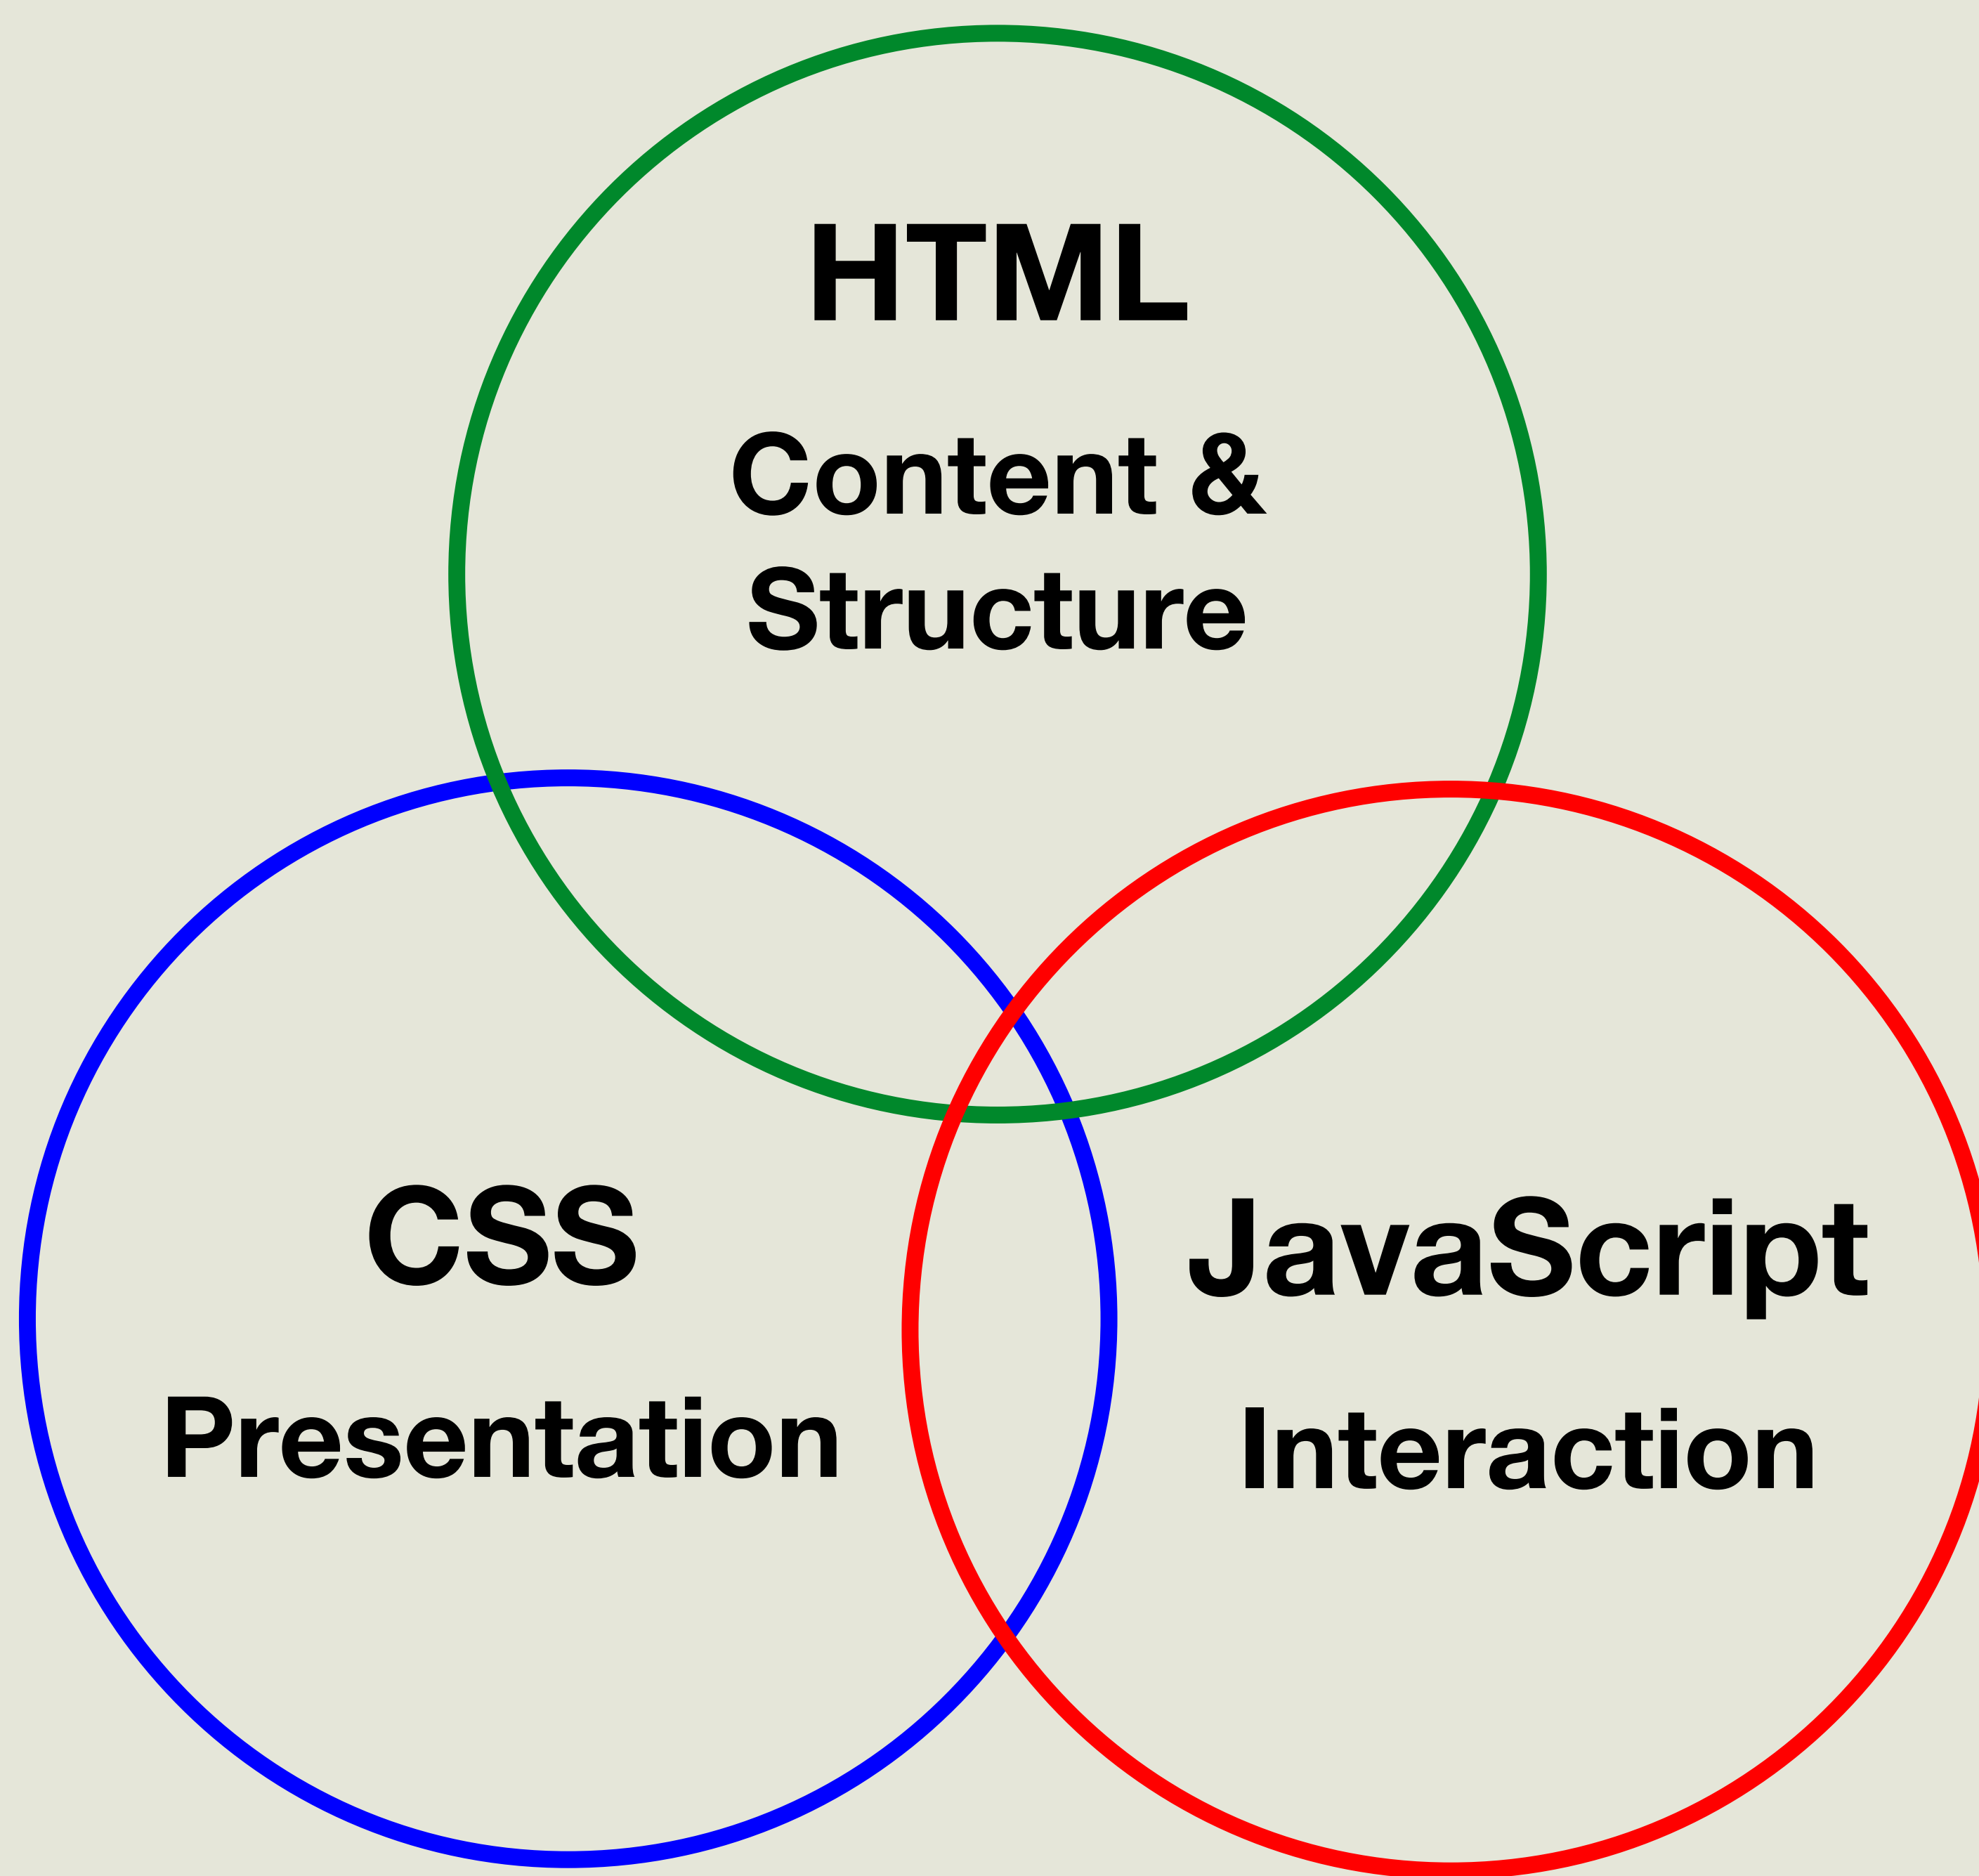 HTML
Content &
Structure
CSS
Presentation
JavaScript
Interaction